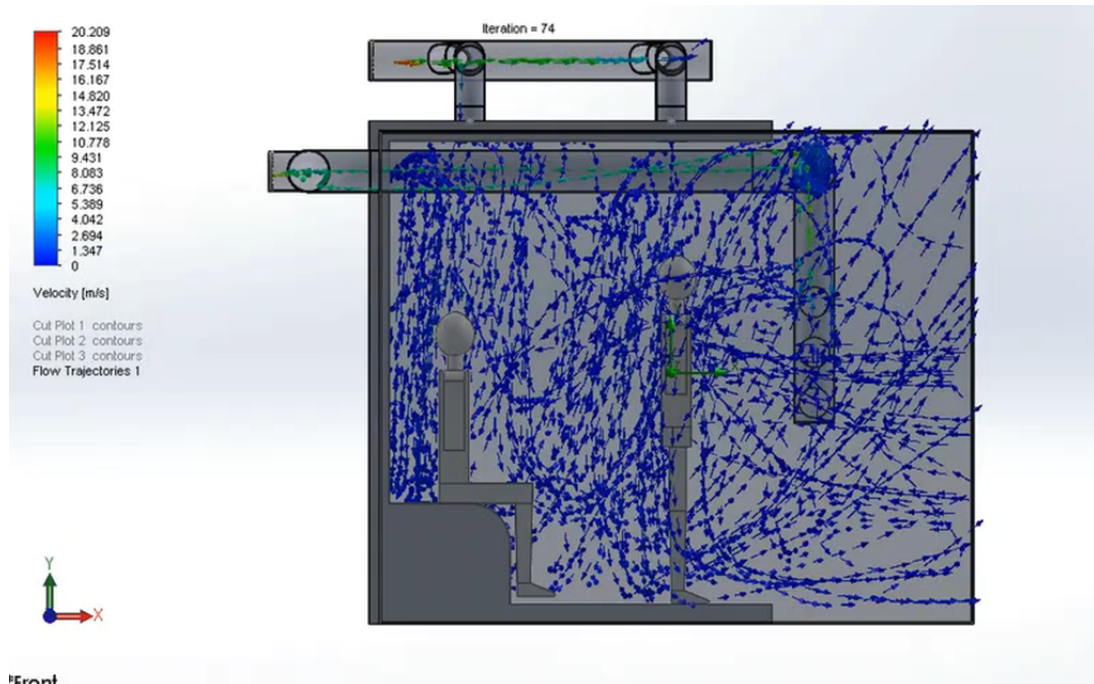 Iteration = 74
20.209
18.861
17.514
16.167
14.820
13.472
12.125
10.778
9.431
8.083
6.736
5.389
4.042
2.694
1.347
0
Velocity [m/s]
Cut Plot 1 contours
Cut Plot 2 contours
Cut Plot 3 contours
Flow Trajectories 1
Y
X
*Front